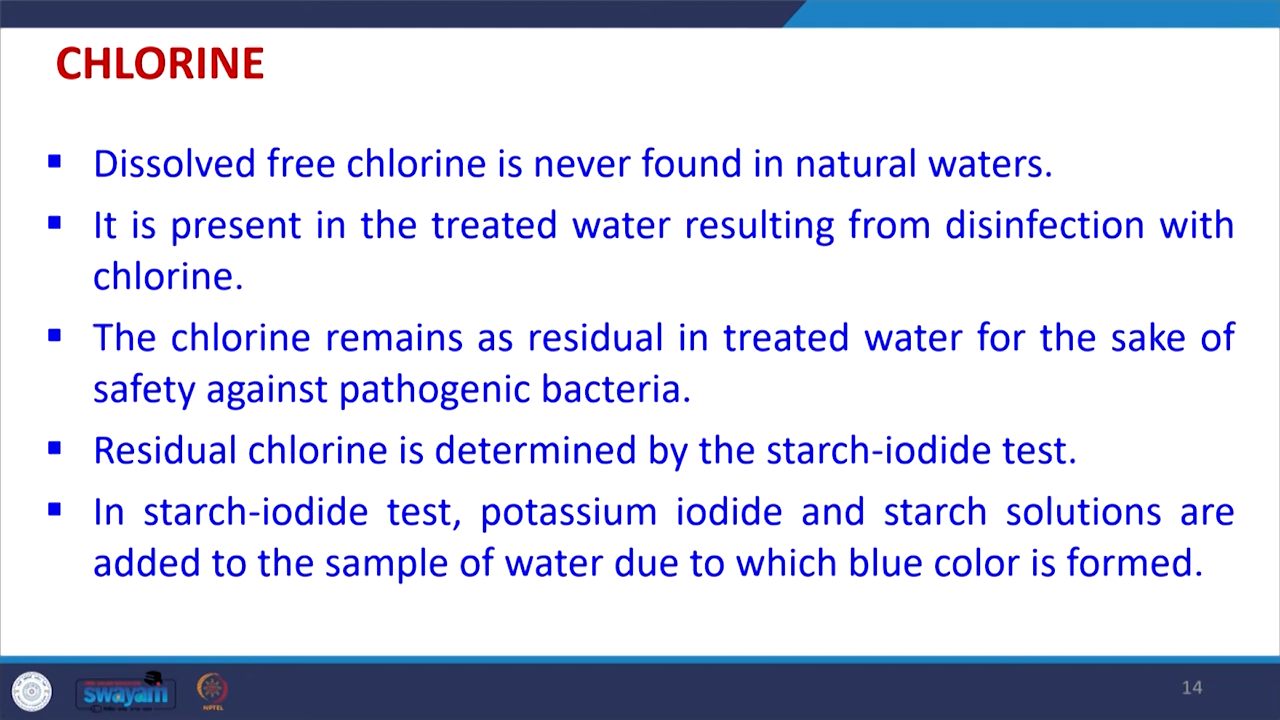 CHLORINE
▪ Dissolved free chlorine is never found in natural waters.
▪ It is present in the treated water resulting from disinfection with
chlorine.
▪ The chlorine remains as residual in treated water for the sake of
safety against pathogenic bacteria.
▪ Residual chlorine is determined by the starch-iodide test.
▪ In starch-iodide test, potassium iodide and starch solutions are
added to the sample of water due to which blue color is formed.
swayam
NPTEL
14